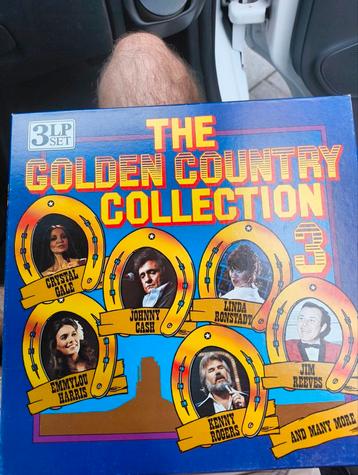 3 LP
SET
THE
GOLDEN COUNTRY
COLLECTION
3
CRYSTAL
GALE
JOHNNY
CASH
LINDA
RONSTADT
EMMYLOU
HARRIS
KENNY
ROGERS
JIM
REEVES
AND MANY MORE